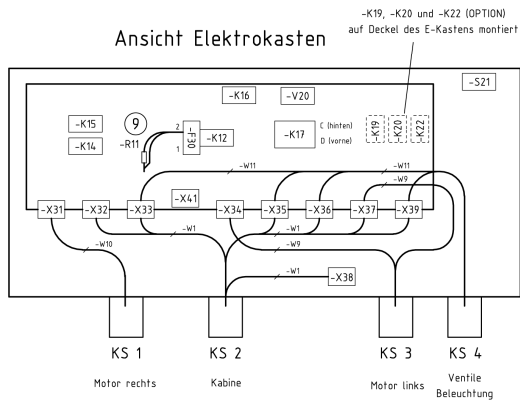 -K19, -K20 und -K22 (OPTION)
auf Deckel des E-Kastens montiert
Ansicht Elektrokasten
-S21
-K16
-V20
-K15
9
-K14
-R11
2
1
-F30
-K12
-K17
C (hinten)
D (vorne)
-K19
-K20
-K22
-W11
-W11
-W9
-X41
-X31
-X32
-X33
-X34
-X35
-X36
-X37
-X39
-W1
-W1
-W10
-W9
-W1
-X38
KS 1
KS 2
KS 3
KS 4
Motor rechts
Kabine
Motor links
Ventile
Beleuchtung